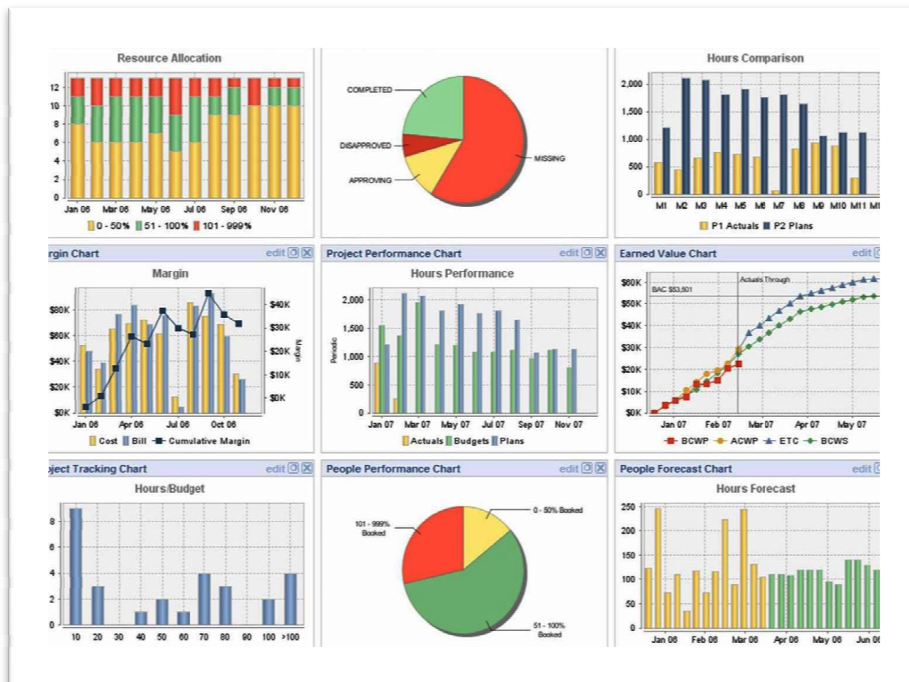 Resource Allocation
12
10
8
6
4
2
0
Jan 06 Mar 06 May 06 Jul 06 Sep 06 Nov 06
0 - 50% 51 - 100% 101 - 999%
COMPLETED
DISAPPROVED
APPROVING
MISSING
Hours Comparison
2,000
1,500
1,000
500
0
M1 M2 M3 M4 M5 M6 M7 M8 M9 M10 M11 M1
P1 Actuals P2 Plans
rgin Chart edit
Margin
$80K
$60K
$40K
$20K
$0K
$40K
$30K
$20K
$10K
$0K
Margin
Jan 06 Apr 06 Jul 06 Oct 06
Cost Bill Cumulative Margin
Project Performance Chart edit
Hours Performance
Periodic
2,000
1,500
1,000
500
0
Jan 07 Mar 07 May 07 Jul 07 Sep 07 Nov 07
Actuals Budgets Plans
Earned Value Chart edit
Actuals Through
BAC $53,501
$60K
$50K
$40K
$30K
$20K
$10K
$0K
Jan 07 Feb 07 Mar 07 Apr 07 May 07
BCWP ACWP ETC BCWS
oject Tracking Chart edit
Hours/Budget
8
6
4
2
0
10 20 30 40 50 60 70 80 90 100 >100
People Performance Chart edit
101 - 999%
Booked
0 - 50% Booked
51 - 100%
Booked
People Forecast Chart edit
Hours Forecast
250
200
150
100
50
0
Jan 06 Feb 06 Mar 06 Apr 06 May 06 Jun 06